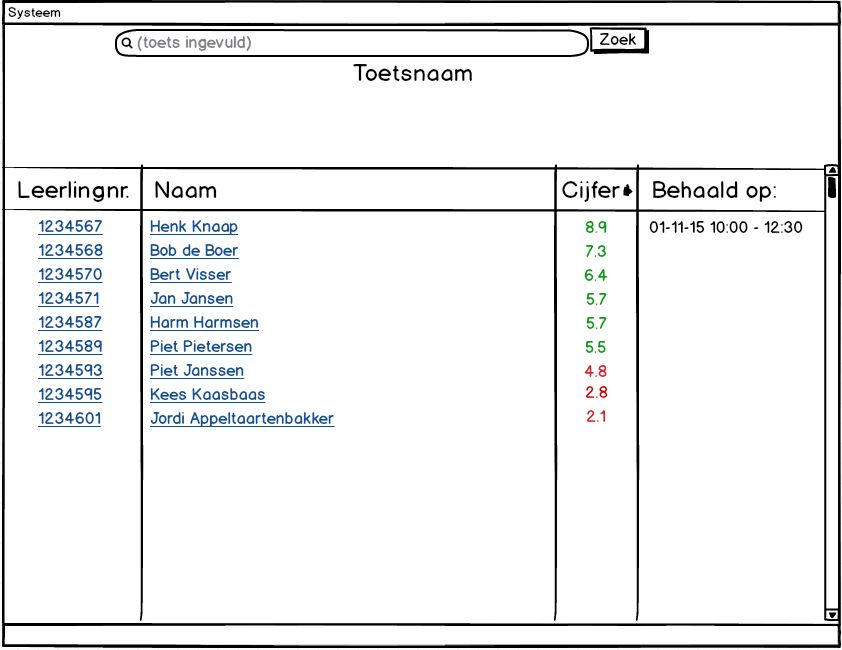 Systeem
(toets ingevuld) Zoek
Toetsnaam
Leerlingnr. Naam Cijfer Behaald op:
1234567 Henk Knaap 8.9 01-11-15 10:00 - 12:30
1234568 Bob de Boer 7.3
1234570 Bert Visser 6.4
1234571 Jan Jansen 5.7
1234587 Harm Harmsen 5.7
1234589 Piet Pietersen 5.5
1234593 Piet Janssen 4.8
1234595 Kees Kaasbaas 2.8
1234601 Jordi Appeltaartenbakker 2.1